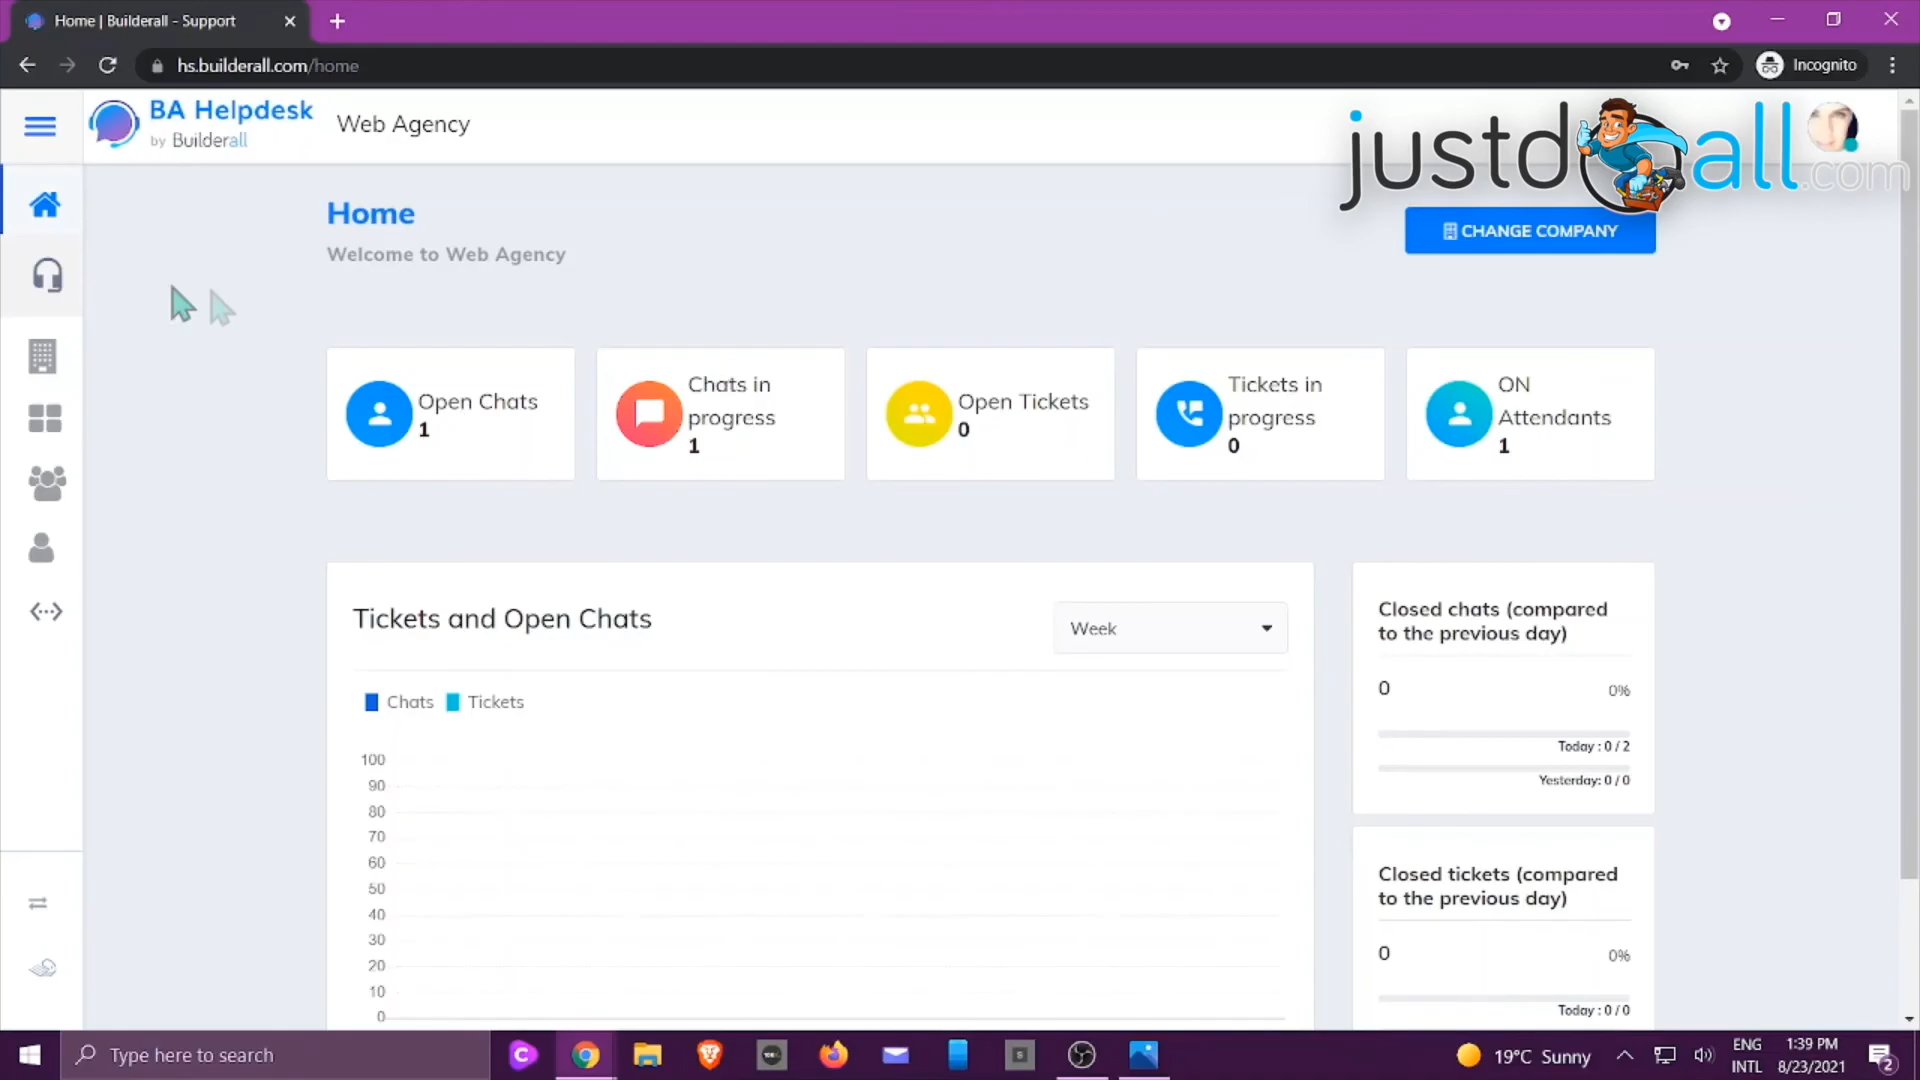 Home | Builderall - Support
hs.builderall.com/home
Incognito
BA Helpdesk
by Builderall
Web Agency
justdoall.com
Home
Welcome to Web Agency
CHANGE COMPANY
Open Chats
1
Chats in
progress
1
Open Tickets
0
Tickets in
progress
0
ON
Attendants
1
Tickets and Open Chats
Week
Chats
Tickets
100
90
80
70
60
50
40
30
20
10
0
Closed chats (compared
to the previous day)
0
0%
Today : 0 / 2
Yesterday: 0 / 0
Closed tickets (compared
to the previous day)
0
0%
Today : 0 / 0
Type here to search
19°C Sunny
ENG
INTL
1:39 PM
8/23/2021
2